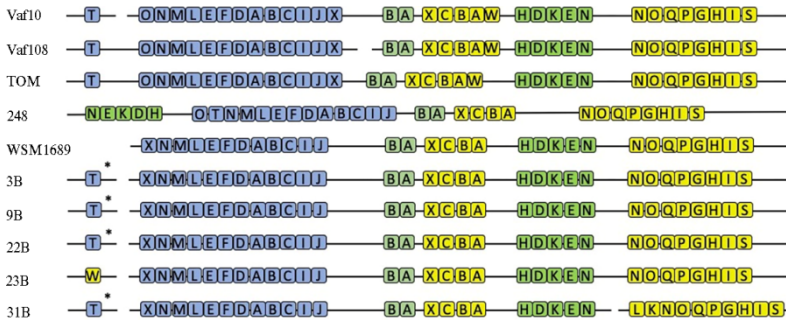 Vaf10 T ONMLEFDABCIJX BA XCBAW HDKEN NOQPGHIS
Vaf108 T ONMLEFDABCIJX BA XCBAW HDKEN NOQPGHIS
TOM T ONMLEFDABCIJX BA XCBAW HDKEN NOQPGHIS
248 NEKDH OTNMLEFDABCIJ BA XCBA NOQPGHIS
WSM1689 XNMLEFDABCIJ BA XCBA HDKEN NOQPGHIS
3B T * XNMLEFDABCIJ BA XCBA HDKEN NOQPGHIS
9B T * XNMLEFDABCIJ BA XCBA HDKEN NOQPGHIS
22B T * XNMLEFDABCIJ BA XCBA HDKEN NOQPGHIS
23B W XNMLEFDABCIJ BA XCBA HDKEN NOQPGHIS
31B T * XNMLEFDABCIJ BA XCBA HDKEN LKNOQPGHIS